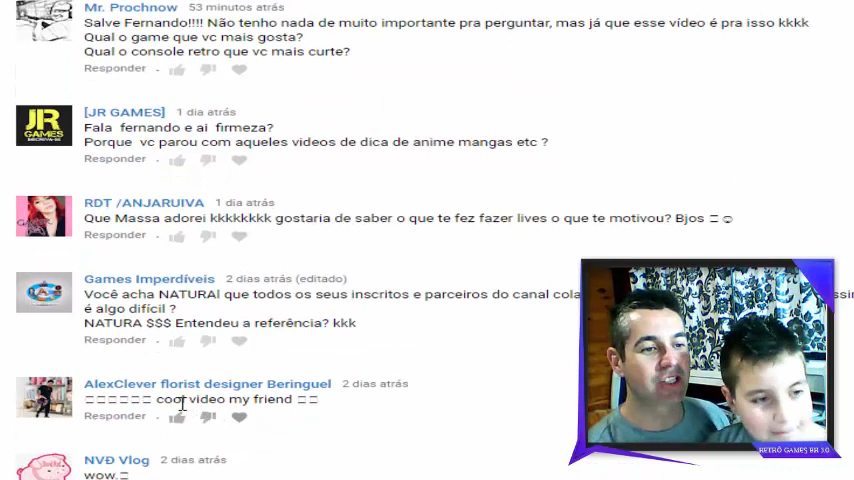 Mr. Prochnow 53 minutos atrás
Salve Fernando!!!! Não tenho nada de muito importante pra perguntar, mas já que esse vídeo é pra isso kkkk
Qual o game que vc mais gosta?
Qual o console retro que vc mais curte?
Responder
JR GAMES
[JR GAMES] 1 dia atrás
Fala fernando e ai firmeza?
Porque vc parou com aqueles videos de dica de anime mangas etc ?
Responder
RDT /ANJARUIVA 1 dia atrás
Que Massa adorei kkkkkkkk gostaria de saber o que te fez fazer lives o que te motivou? Bjos
Responder
Games Imperdíveis 2 dias atrás (editado)
Você acha NATURAl que todos os seus inscritos e parceiros do canal
é algo difícil ?
NATURA $$$ Entendeu a referência? kkk
Responder
AlexClever florist designer Beringuel 2 dias atrás
cool video my friend
Responder
NVĐ Vlog 2 dias atrás
wow.
RETRÔ GAMES BR 3.0